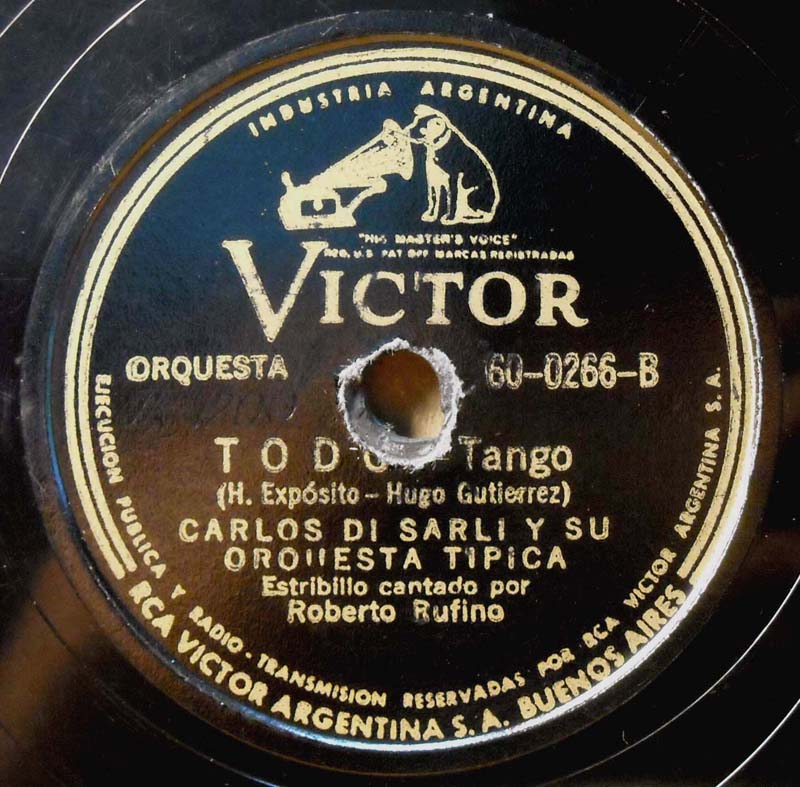 INDUSTRIA ARGENTINA
"HIS MASTER'S VOICE"
REG. U.S. PAT OFF MARCAS REGISTRADAS
VICTOR
ORQUESTA 60-0266-B
TODO - Tango
(H. Expósito - Hugo Gutierrez)
CARLOS DI SARLI Y SU
ORQUESTA TIPICA
Estribillo cantado por
Roberto Rufino
EJECUCION PUBLICA Y RADIO-TRANSMISION RESERVADAS POR RCA VICTOR ARGENTINA S.A.
RCA VICTOR ARGENTINA S.A. BUENOS AIRES